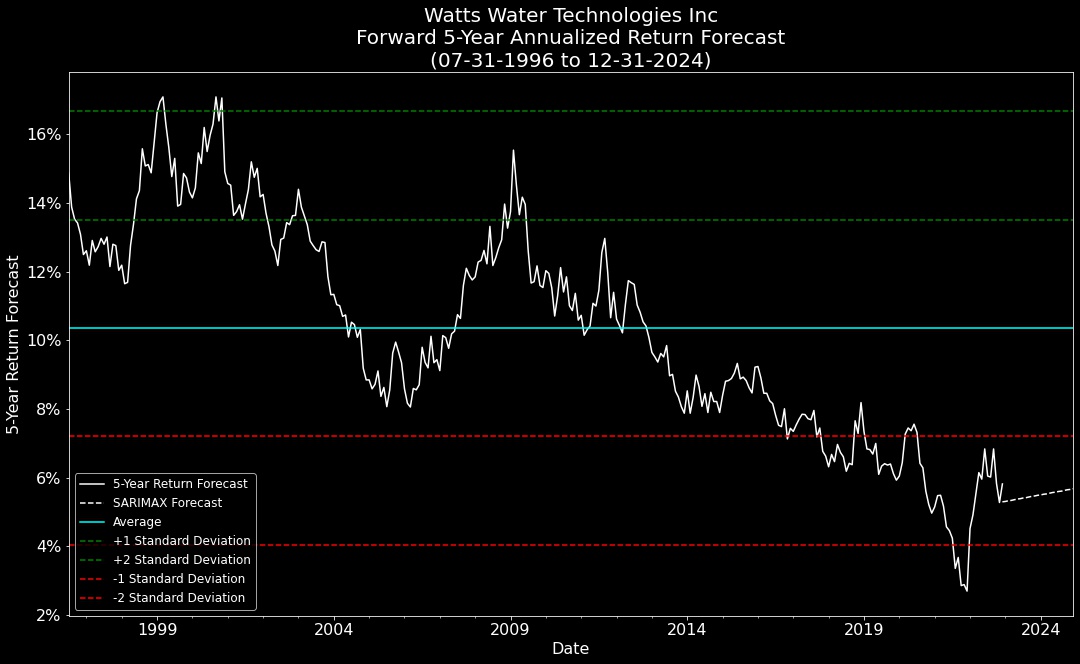 Watts Water Technologies Inc
Forward 5-Year Annualized Return Forecast
(07-31-1996 to 12-31-2024)
5-Year Return Forecast
16%
14%
12%
10%
8%
6%
4%
2%
5-Year Return Forecast
SARIMAX Forecast
Average
+1 Standard Deviation
+2 Standard Deviation
-1 Standard Deviation
-2 Standard Deviation
1999 2004 2009 2014 2019 2024
Date